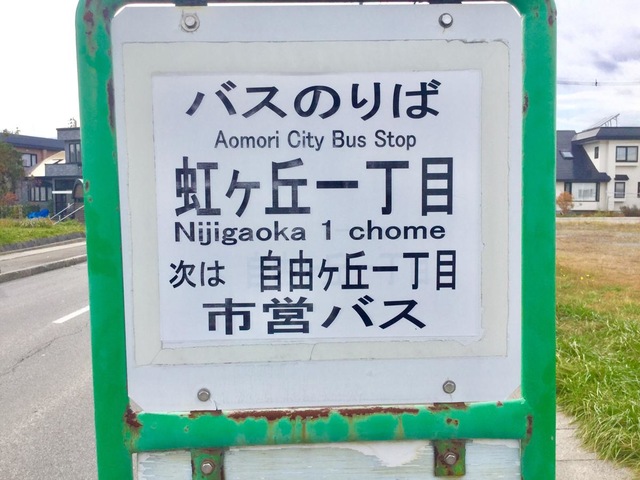 バスのりば
Aomori City Bus Stop
虹ヶ丘一丁目
Nijigaoka 1 chome
次は 自由ヶ丘一丁目
市営バス